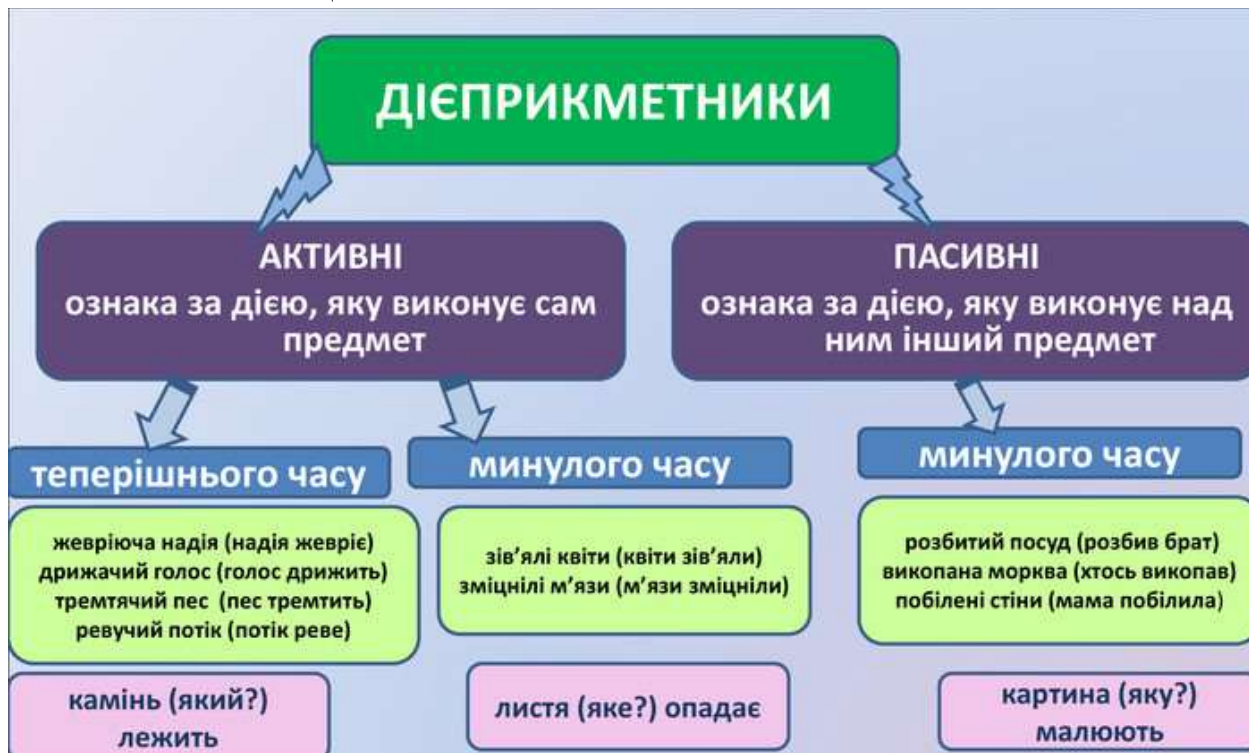 ДІЄПРИКМЕТНИКИ
АКТИВНІ
ознака за дією, яку виконує сам
предмет
ПАСИВНІ
ознака за дією, яку виконує над
ним інший предмет
теперішнього часу
минулого часу
минулого часу
жевріюча надія (надія жевріє)
дрижачий голос (голос дрижить)
тремтячий пес (пес тремтить)
ревучий потік (потік реве)
зів’ялі квіти (квіти зів’яли)
зміцнілі м’язи (м’язи зміцніли)
розбитий посуд (розбив брат)
викопана морква (хтось викопав)
побілені стіни (мама побілила)
камінь (який?)
лежить
листя (яке?) опадає
картина (яку?)
малюють